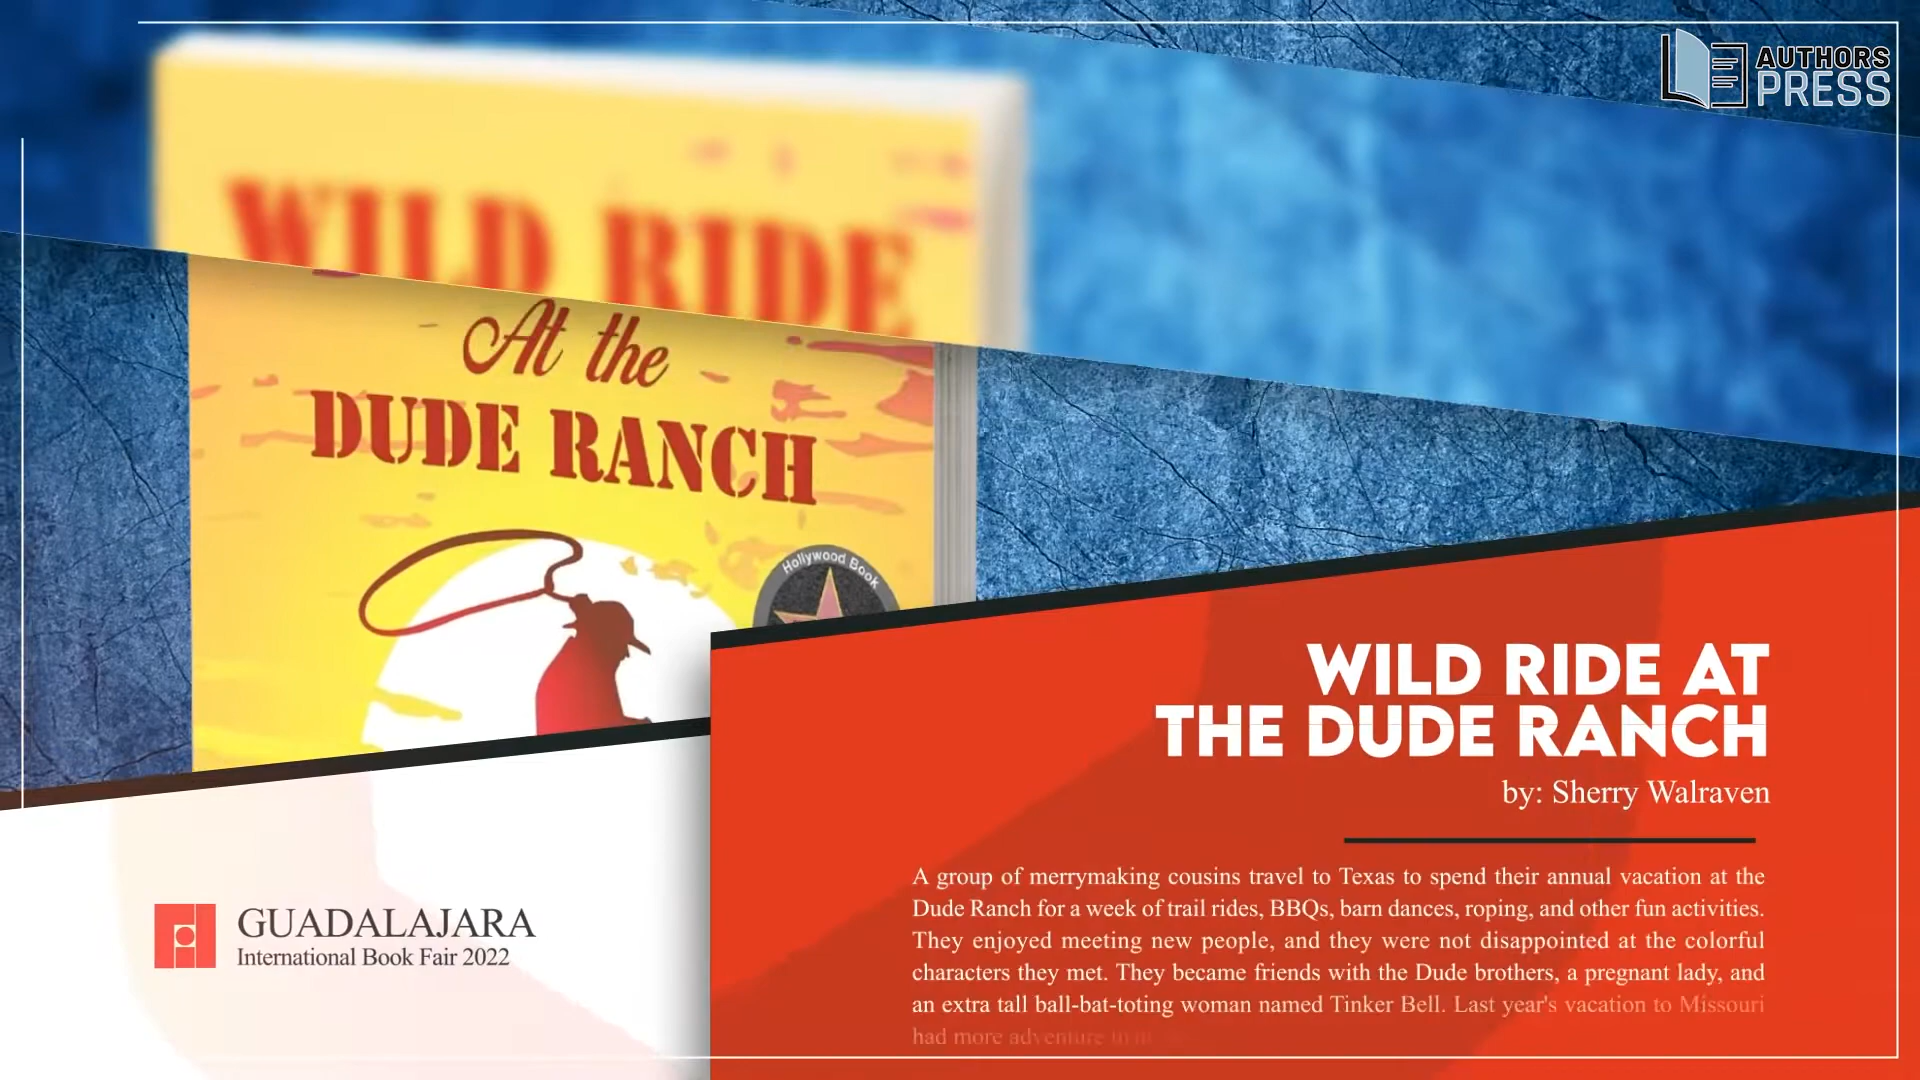 AUTHORS
PRESS
WILD RIDE
At the
DUDE RANCH
Hollywood Book
WILD RIDE AT
THE DUDE RANCH
by: Sherry Walraven
A group of merrymaking cousins travel to Texas to spend their annual vacation at the
Dude Ranch for a week of trail rides, BBQs, barn dances, roping, and other fun activities.
They enjoyed meeting new people, and they were not disappointed at the colorful
characters they met. They became friends with the Dude brothers, a pregnant lady, and
an extra tall ball-bat-toting woman named Tinker Bell. Last year's vacation to Missouri
had more adventure
GUADALAJARA
International Book Fair 2022